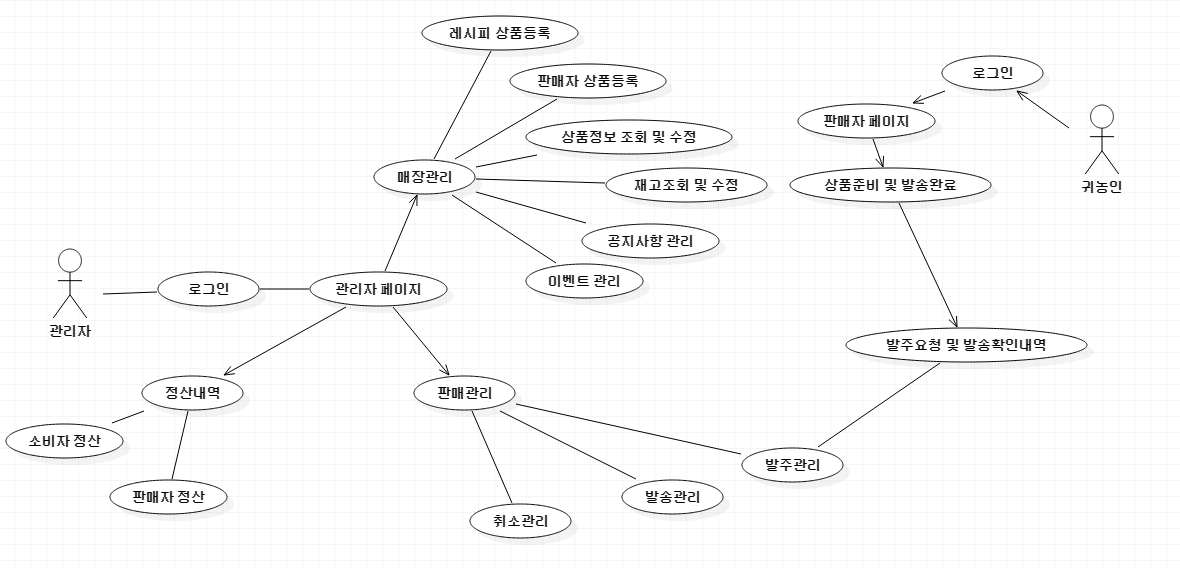 레시피 상품등록
판매자 상품등록
로그인
판매자 페이지
상품정보 조회 및 수정
매장관리
재고조회 및 수정
상품준비 및 발송완료
귀농인
공지사항 관리
이벤트 관리
로그인
관리자 페이지
관리자
발주요청 및 발송확인내역
정산내역
판매관리
소비자 정산
발주관리
판매자 정산
발송관리
취소관리